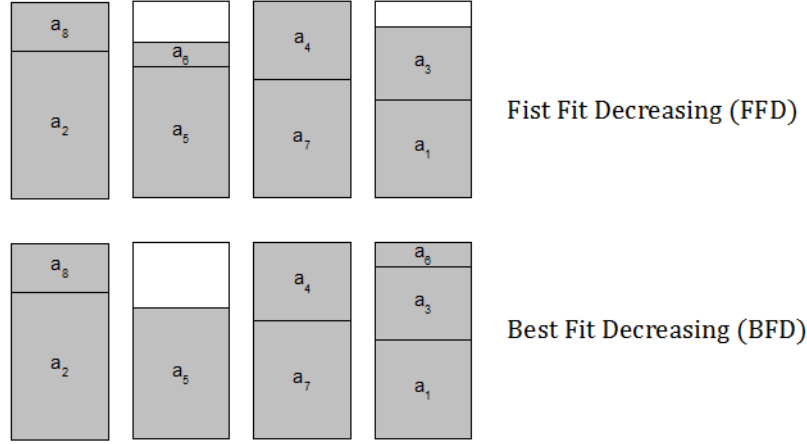 a₈ a₆ a₄ a₃
a₂ a₅ a₇ a₁
Fist Fit Decreasing (FFD)
a₈ a₄ a₆
a₃
a₂ a₅ a₇ a₁
Best Fit Decreasing (BFD)